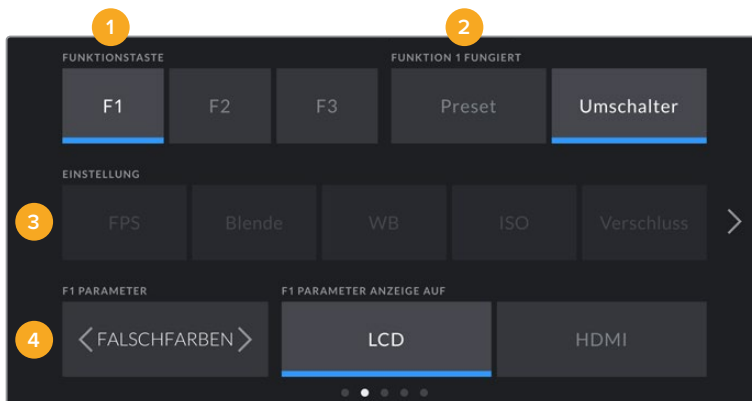 1 2
FUNKTIONSTASTE FUNKTION 1 FUNGIERT
F1 F2 F3 Preset Umschalter
EINSTELLUNG
3 FPS Blende WB ISO Verschluss
F1 PARAMETER F1 PARAMETER ANZEIGE AUF
4 FALSCHFARBEN LCD HDMI